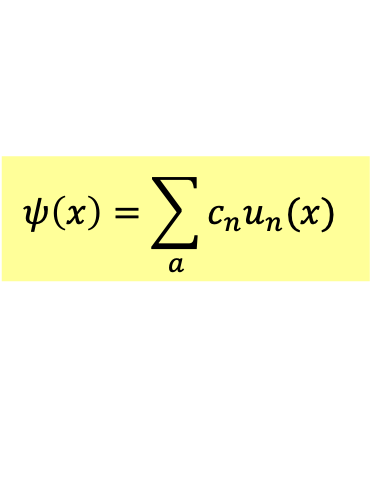 ψ(x) = ∑ cₙuₙ(x)
a